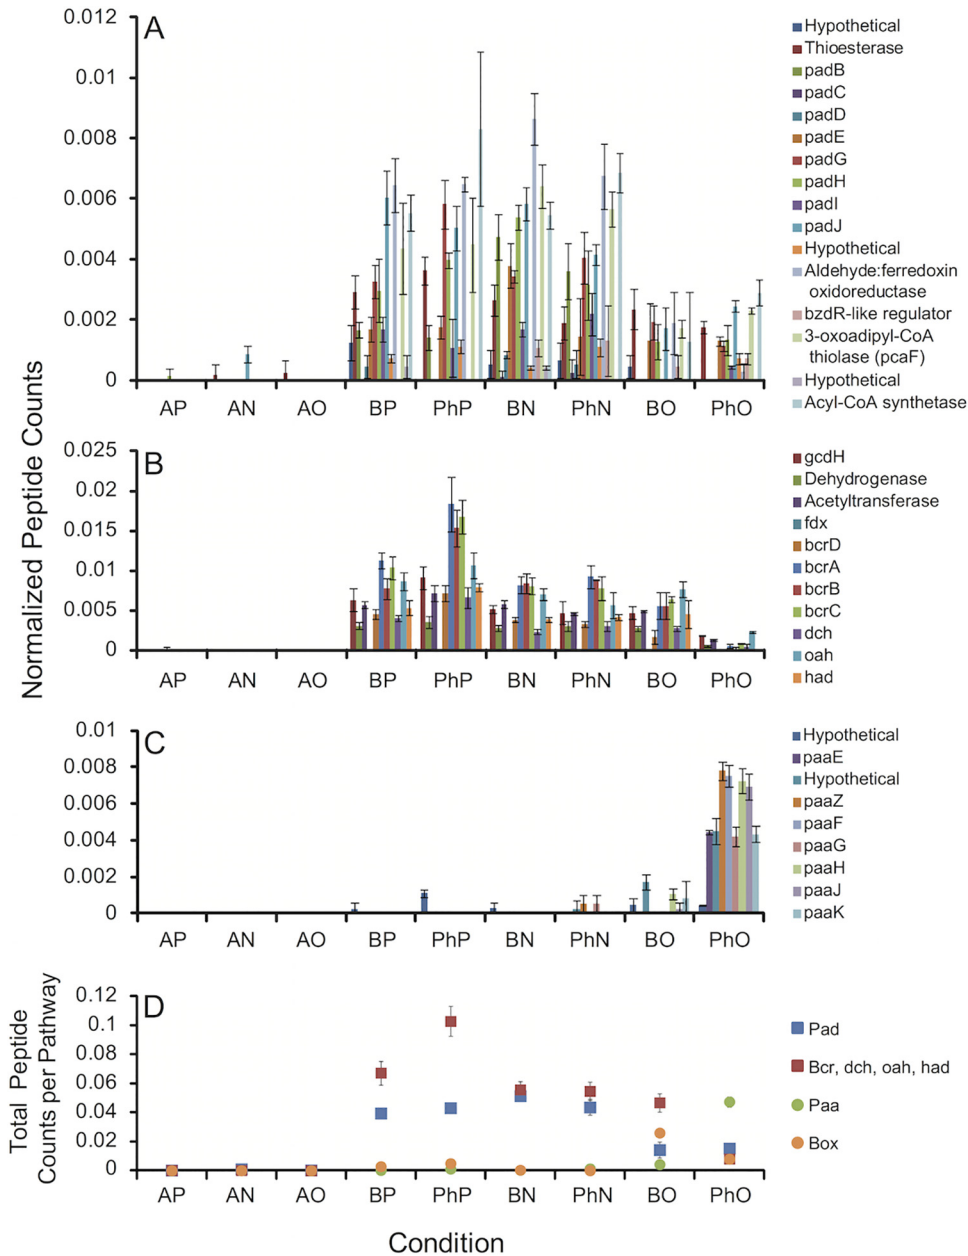 Normalized Peptide Counts
A
0.012
0.01
0.008
0.006
0.004
0.002
0
AP AN AO BP PhP BN PhN BO PhO
Hypothetical
Thioesterase
padB
padC
padD
padE
padG
padH
padI
padJ
Hypothetical
Aldehyde:ferredoxin
oxidoreductase
bzdR-like regulator
3-oxoadipyl-CoA
thiolase (pcaF)
Hypothetical
Acyl-CoA synthetase
B
0.025
0.02
0.015
0.01
0.005
0
AP AN AO BP PhP BN PhN BO PhO
gcdH
Dehydrogenase
Acetyltransferase
fdx
bcrD
bcrA
bcrB
bcrC
dch
oah
had
C
0.01
0.008
0.006
0.004
0.002
0
AP AN AO BP PhP BN PhN BO PhO
Hypothetical
paaE
Hypothetical
paaZ
paaF
paaG
paaH
paaJ
paaK
Total Peptide
Counts per Pathway
D
0.12
0.1
0.08
0.06
0.04
0.02
0
AP AN AO BP PhP BN PhN BO PhO
Pad
Bcr, dch, oah, had
Paa
Box
Condition